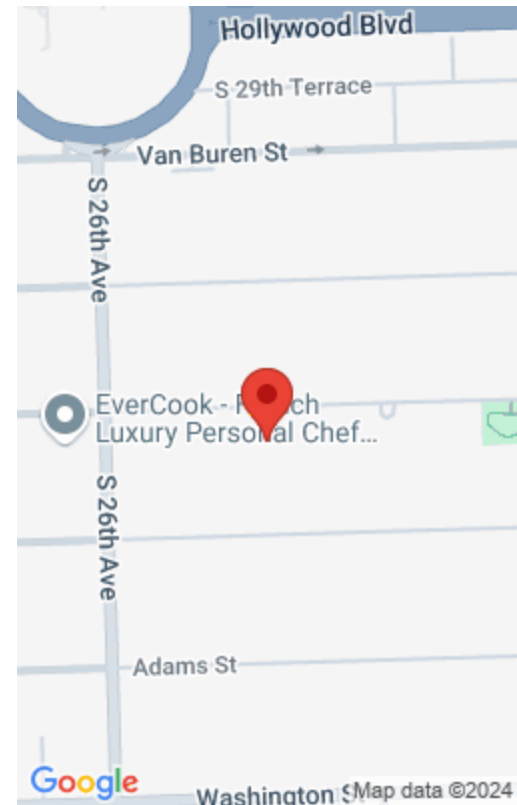 Hollywood Blvd
S 29th Terrace
Van Buren St
S 26th Ave
EverCook -
Luxury Personal Chef...
S 26th Ave
Adams St
Google
Washington
Map data ©2024